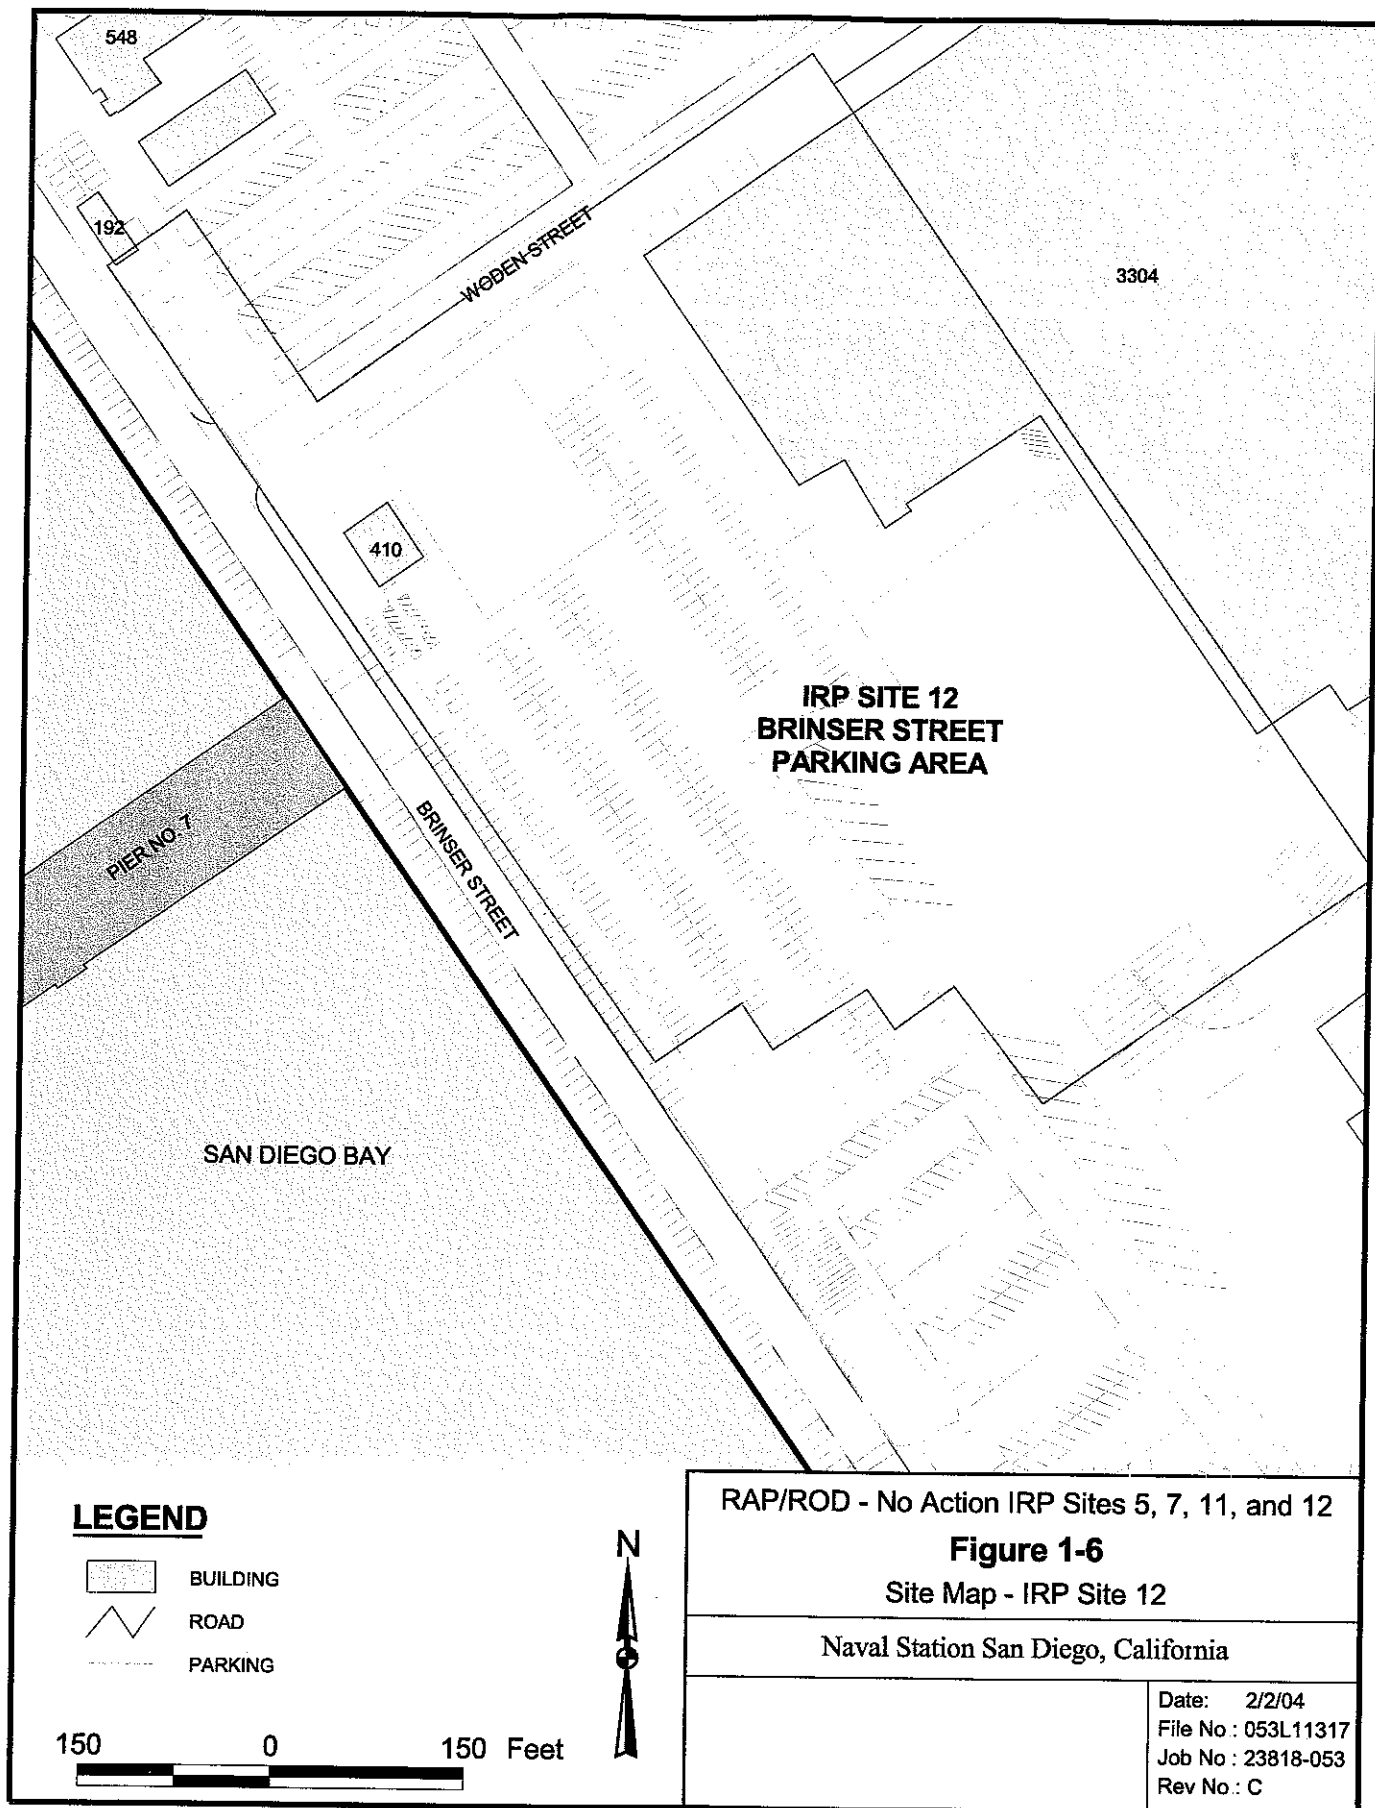 548
192
WODEN STREET
3304
410
IRP SITE 12
BRINSER STREET
PARKING AREA
PIER NO. 7
BRINSER STREET
SAN DIEGO BAY
LEGEND
BUILDING
ROAD
PARKING
N
150 0 150 Feet
RAP/ROD - No Action IRP Sites 5, 7, 11, and 12
Figure 1-6
Site Map - IRP Site 12
Naval Station San Diego, California
Date: 2/2/04
File No.: 053L11317
Job No.: 23818-053
Rev No.: C